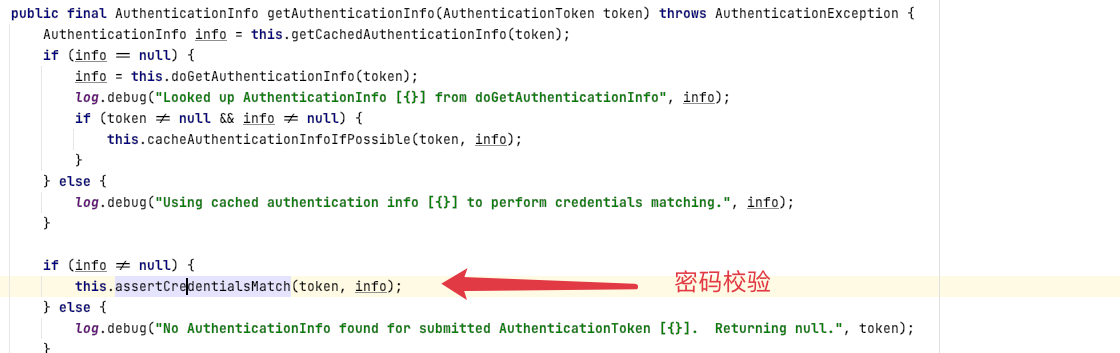 public final AuthenticationInfo getAuthenticationInfo(AuthenticationToken token) throws AuthenticationException {
    AuthenticationInfo info = this.getCachedAuthenticationInfo(token);
    if (info == null) {
        info = this.doGetAuthenticationInfo(token);
        log.debug("Looked up AuthenticationInfo [{}] from doGetAuthenticationInfo", info);
        if (token != null && info != null) {
            this.cacheAuthenticationInfoIfPossible(token, info);
        }
    } else {
        log.debug("Using cached authentication info [{}] to perform credentials matching.", info);
    }

    if (info != null) {
        this.assertCredentialsMatch(token, info); 密码校验
    } else {
        log.debug("No AuthenticationInfo found for submitted AuthenticationToken [{}].  Returning null.", token);
    }